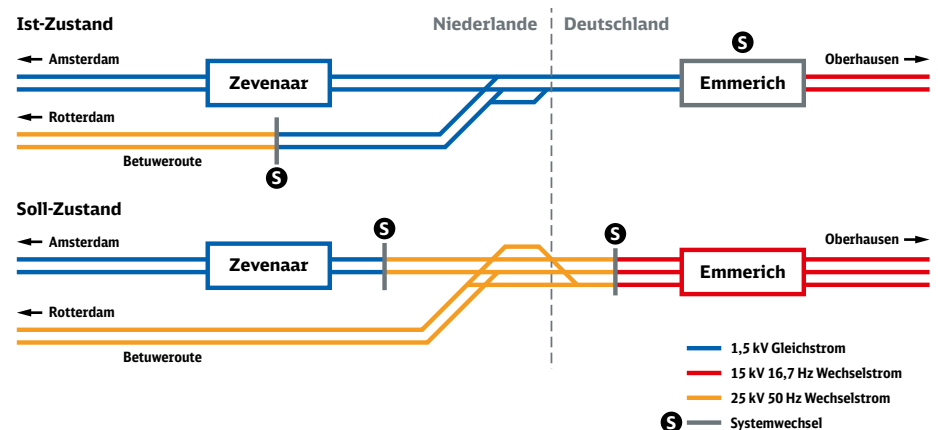 Ist-Zustand
Niederlande
Deutschland
S
Amsterdam
Oberhausen
Zevenaar
Emmerich
Rotterdam
Betuweroute
S
Soll-Zustand
Amsterdam
S
S
Oberhausen
Zevenaar
Emmerich
Rotterdam
Betuweroute
1,5 kV Gleichstrom
15 kV 16,7 Hz Wechselstrom
25 kV 50 Hz Wechselstrom
S Systemwechsel